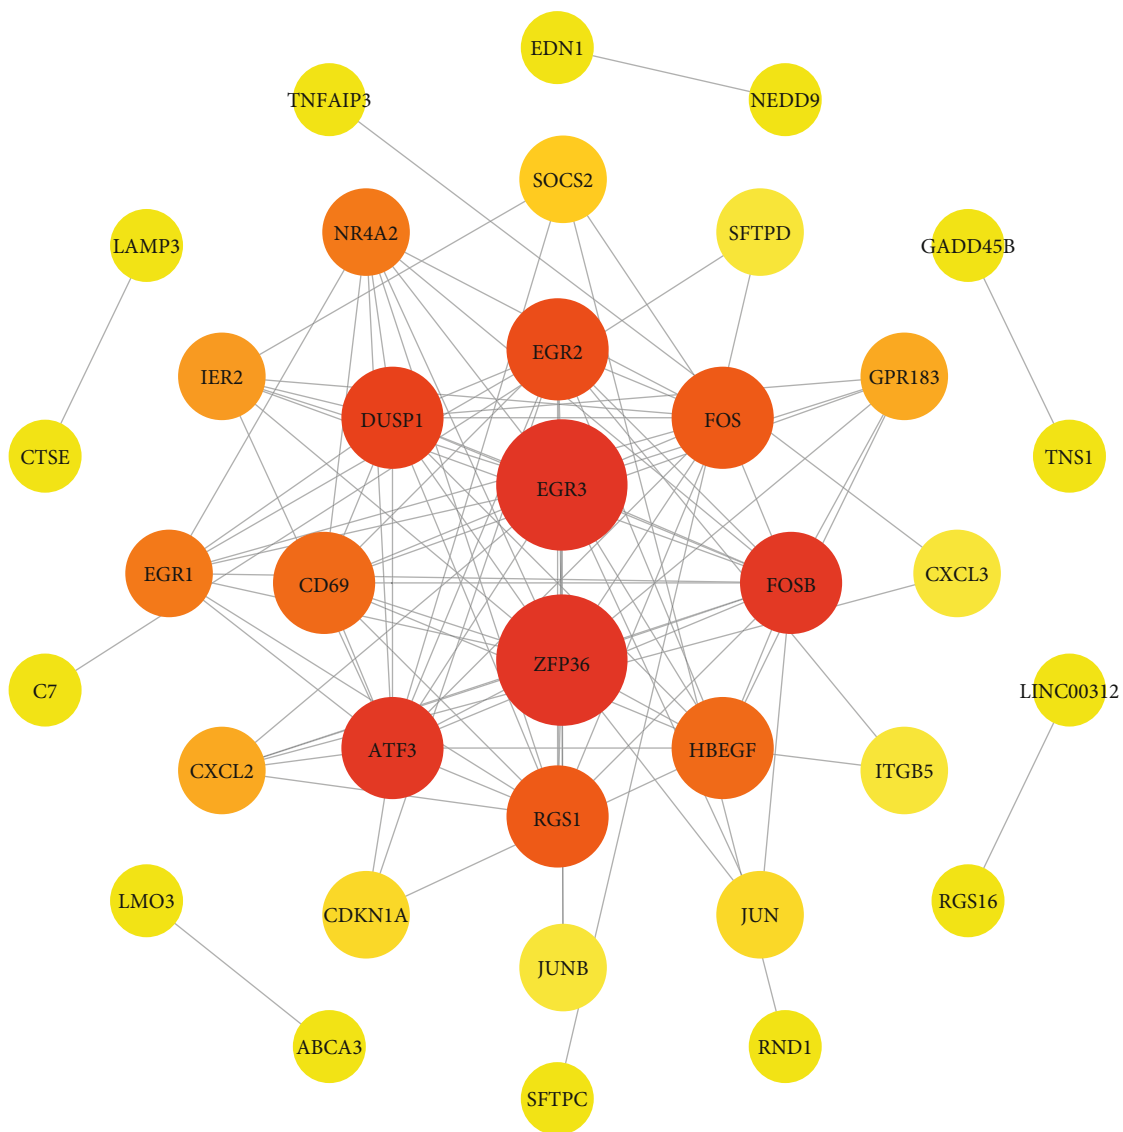 EDN1
TNFAIP3
NEDD9
SOCS2
NR4A2
SFTPD
LAMP3
GADD45B
EGR2
IER2
GPR183
DUSP1
FOS
CTSE
TNS1
EGR3
EGR1
CD69
FOSB
CXCL3
ZFP36
C7
LINC00312
ATF3
HBEGF
CXCL2
ITGB5
RGS1
LMO3
RGS16
CDKN1A
JUN
JUNB
ABCA3
RND1
SFTPC